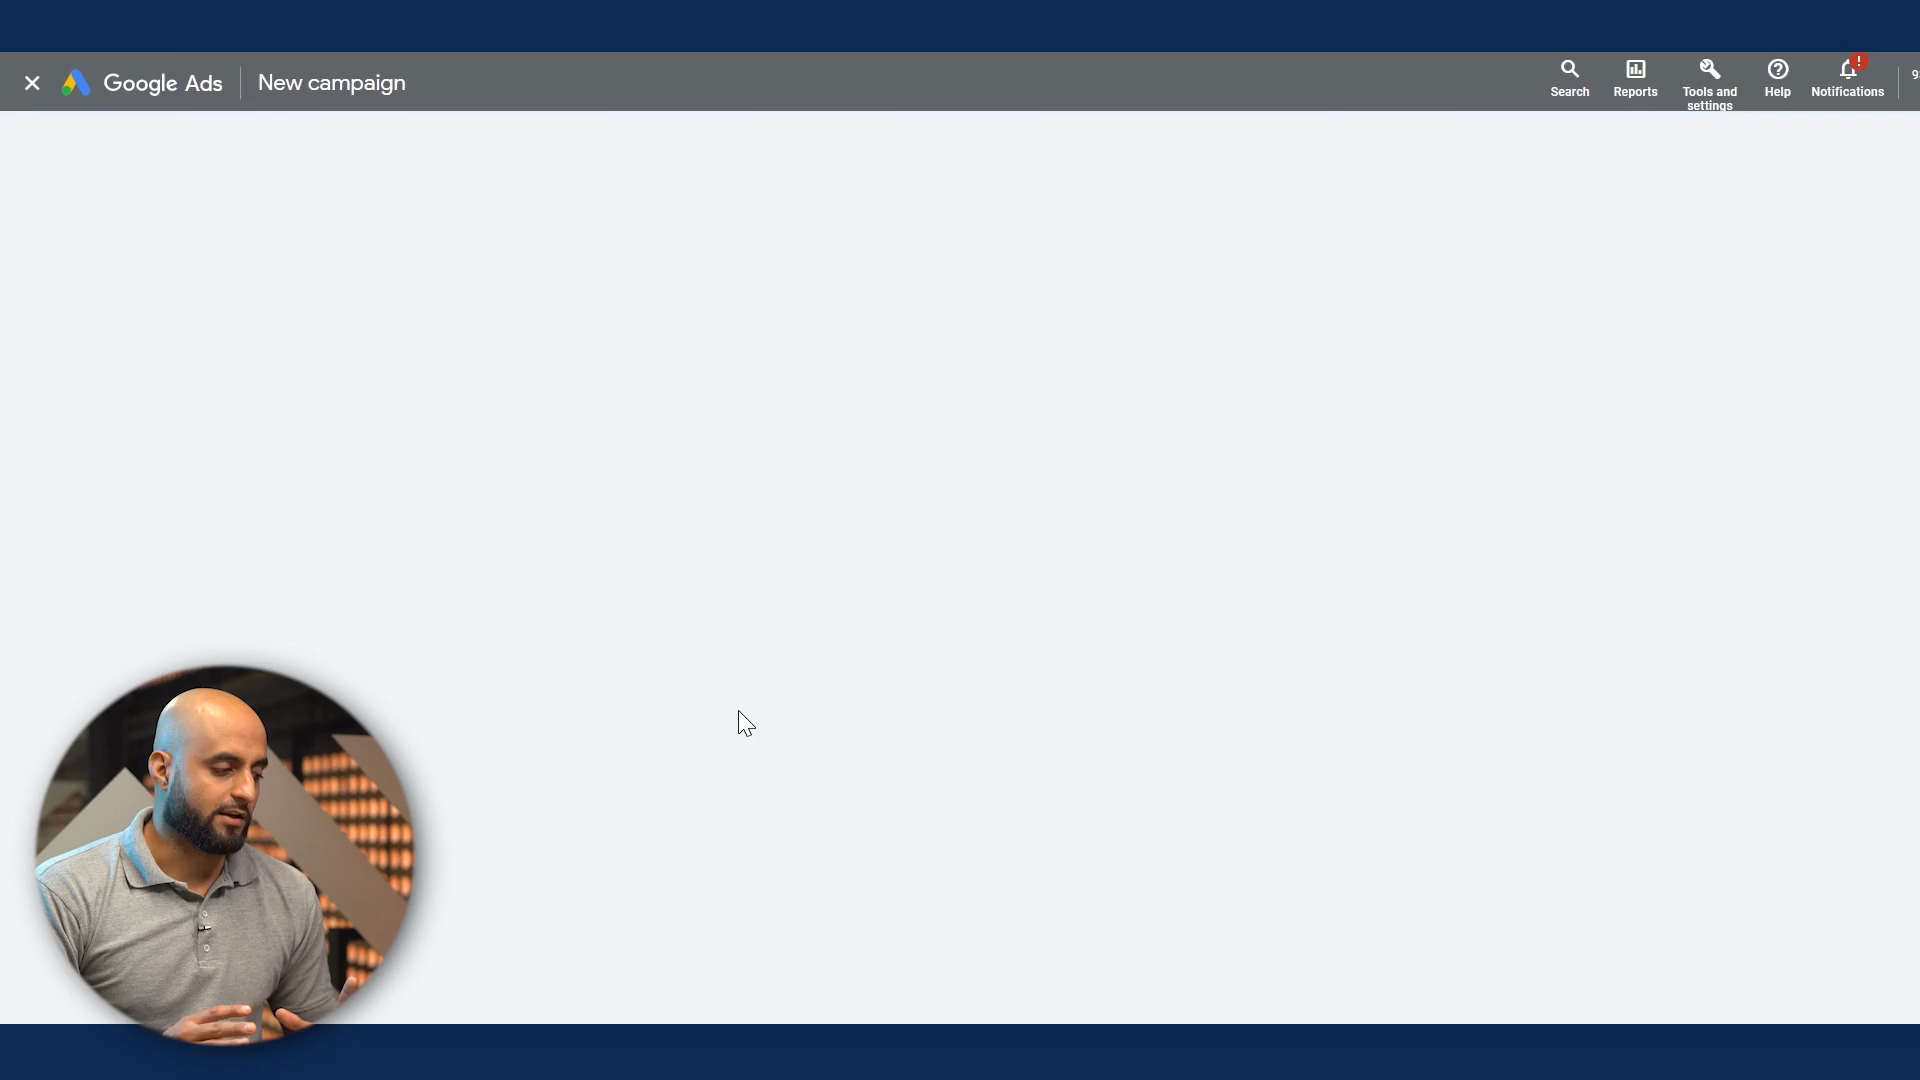 Google Ads
New campaign
Search
Reports
Tools and
settings
Help
!
Notifications